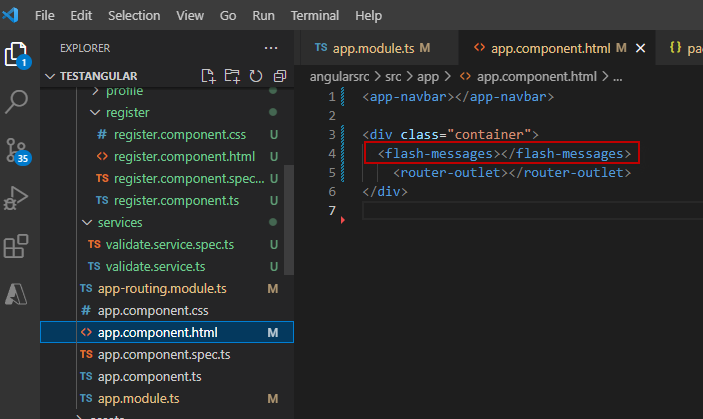 File Edit Selection View Go Run Terminal angularsrc
EXPLORER
TESTANGULAR
profile
register
register.component.css U
register.component.html U
register.component.spec... U
register.component.ts U
services
validate.service.spec.ts U
validate.service.ts U
TS app-routing.module.ts M
# app.component.css
<> app.component.html M
TS app.component.spec.ts
TS app.component.ts
TS app.module.ts M
1
35
TS app.module.ts M
<> app.component.html M
{} pa
angularsrc > src > app > <> app.component.html > ...
1 <app-navbar></app-navbar>
2
3 <div class="container">
4 <flash-messages></flash-messages>
5 <router-outlet></router-outlet>
6 </div>
7